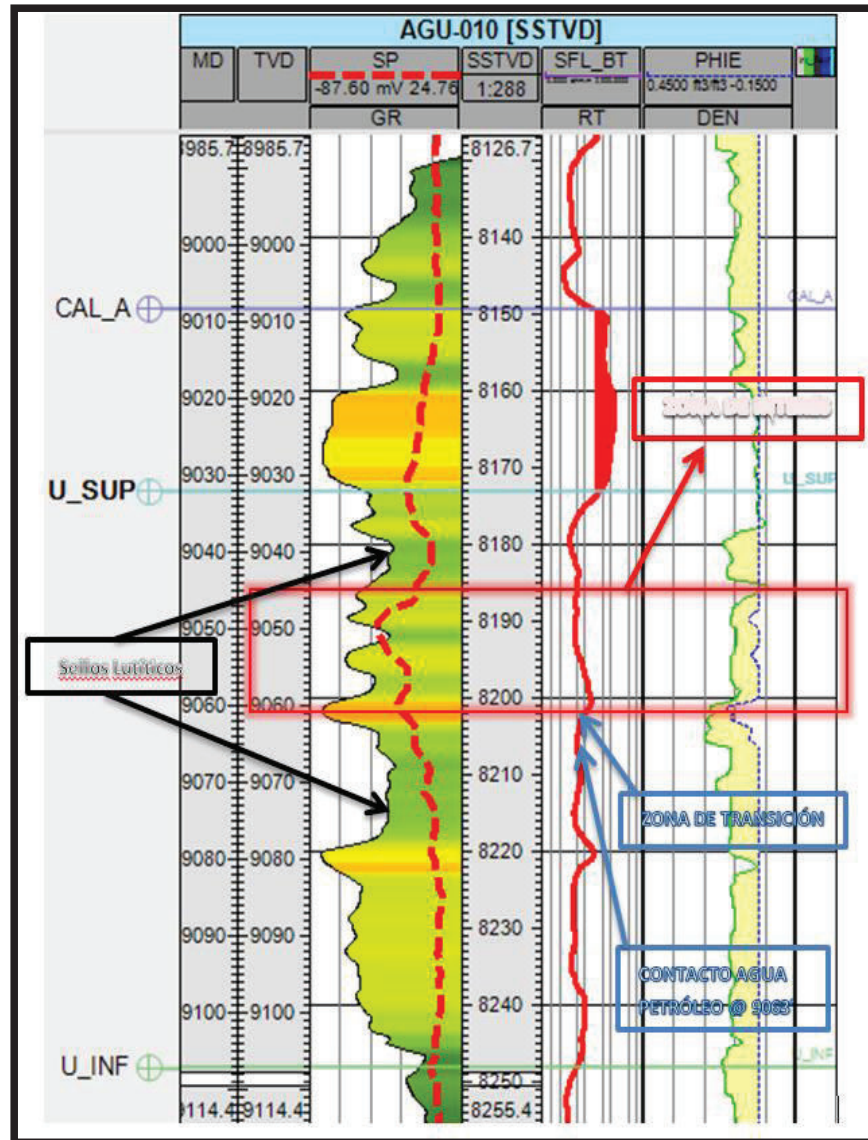 AGU-010 [SSTVD]
MD TVD SP SSTVD SFL_BT PHIE
-87.60 mV 24.76 1:288 0.4500 ft3/ft3 -0.1500
GR RT DEN
8985.7 8985.7 8126.7
9000 9000 8140
CAL_A CAL_A
9010 9010 8150
9020 9020 8160
ZONA DE INTERES
9030 9030 8170
U_SUP U_SUP
9040 9040 8180
9050 9050 8190
Sellos Lutíticos
9060 9060 8200
9070 9070 8210
ZONA DE TRANSICIÓN
9080 9080 8220
9090 9090 8230
CONTACTO AGUA
PETRÓLEO @ 9063'
9100 9100 8240
U_INF U_INF
8250
9114.4 9114.4 8255.4